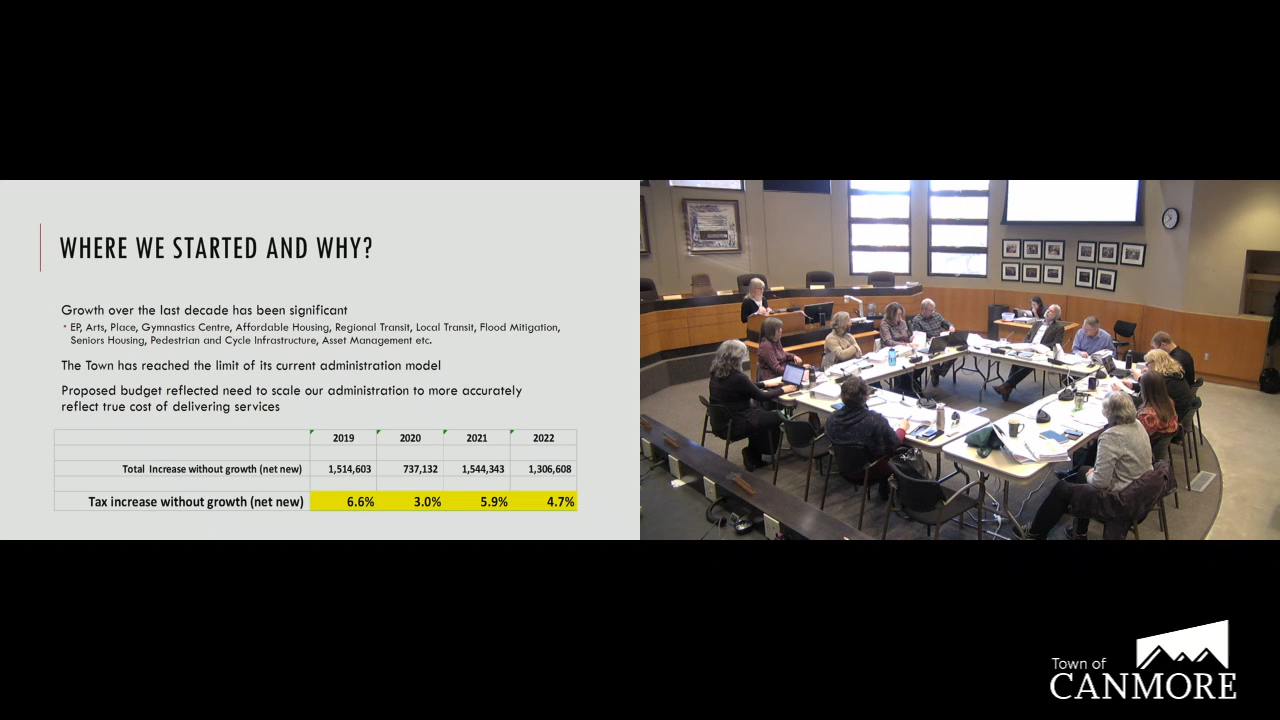 WHERE WE STARTED AND WHY?
Growth over the last decade has been significant
EP, Arts, Place, Gymnastics Centre, Affordable Housing, Regional Transit, Local Transit, Flood Mitigation,
Seniors Housing, Pedestrian and Cycle Infrastructure, Asset Management etc.
The Town has reached the limit of its current administration model
Proposed budget reflected need to scale our administration to more accurately
reflect true cost of delivering services
2019 2020 2021 2022
Total Increase without growth (net new) 1,514,603 737,132 1,544,343 1,306,608
Tax increase without growth (net new) 6.6% 3.0% 5.9% 4.7%
Town of
CANMORE